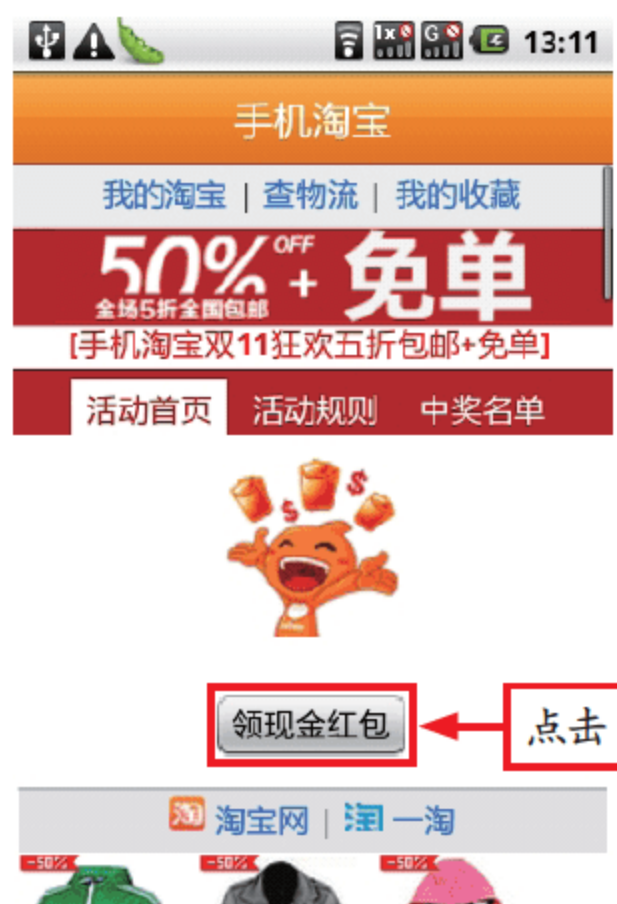 1x G 13:11
手机淘宝
我的淘宝 | 查物流 | 我的收藏
50% OFF + 免单
全场5折全国包邮
[手机淘宝双11狂欢五折包邮+免单]
活动首页 活动规则 中奖名单
$ $
领现金红包 点击
淘 淘宝网 | 淘 一淘
-50% -50% -50%